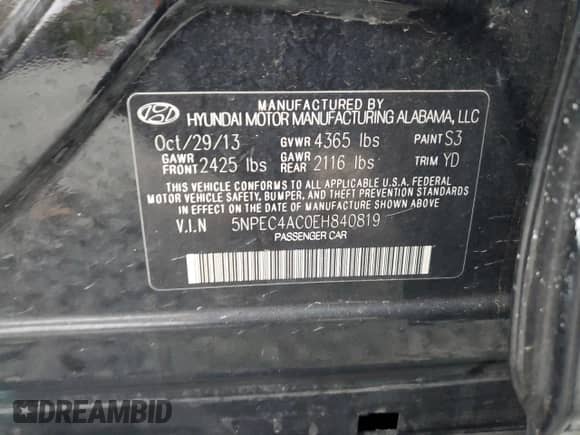 MANUFACTURED BY
HYUNDAI MOTOR MANUFACTURING ALABAMA, LLC
Oct/29/13 GVWR 4365 lbs PAINT S3
GAWR FRONT 2425 lbs GAWR REAR 2116 lbs TRIM YD
THIS VEHICLE CONFORMS TO ALL APPLICABLE U.S.A. FEDERAL
MOTOR VEHICLE SAFETY, BUMPER, AND THEFT PREVENTION STANDARDS
IN EFFECT ON THE DATE OF MANUFACTURE SHOWN ABOVE
V.I.N 5NPEC4AC0EH840819
PASSENGER CAR
DREAMBID